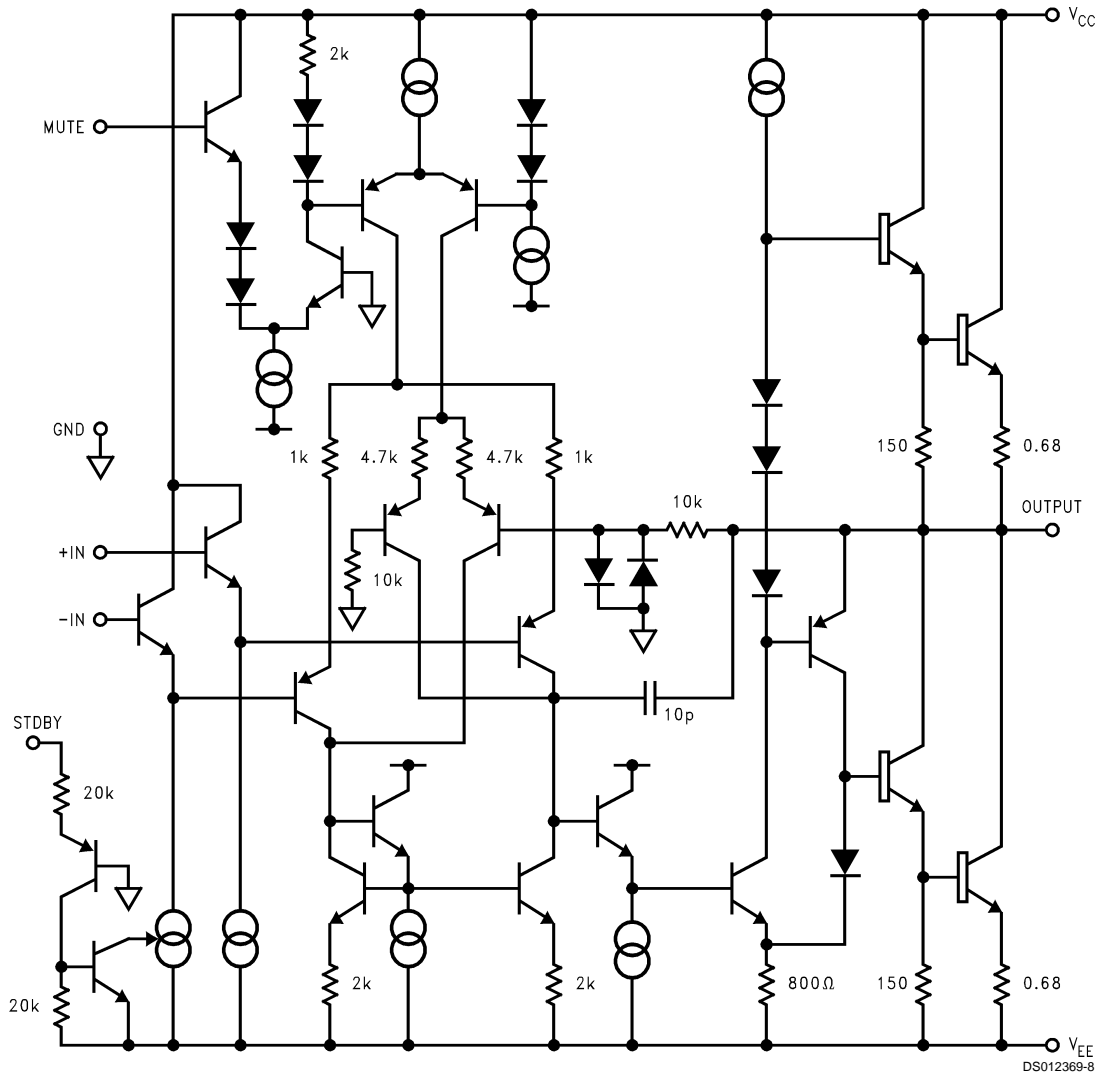 V_CC
2k
MUTE
GND
1k
4.7k
4.7k
1k
150
0.68
10k
OUTPUT
+IN
10k
-IN
10p
STDBY
20k
20k
2k
2k
800Ω
150
0.68
V_EE
DS012369-8